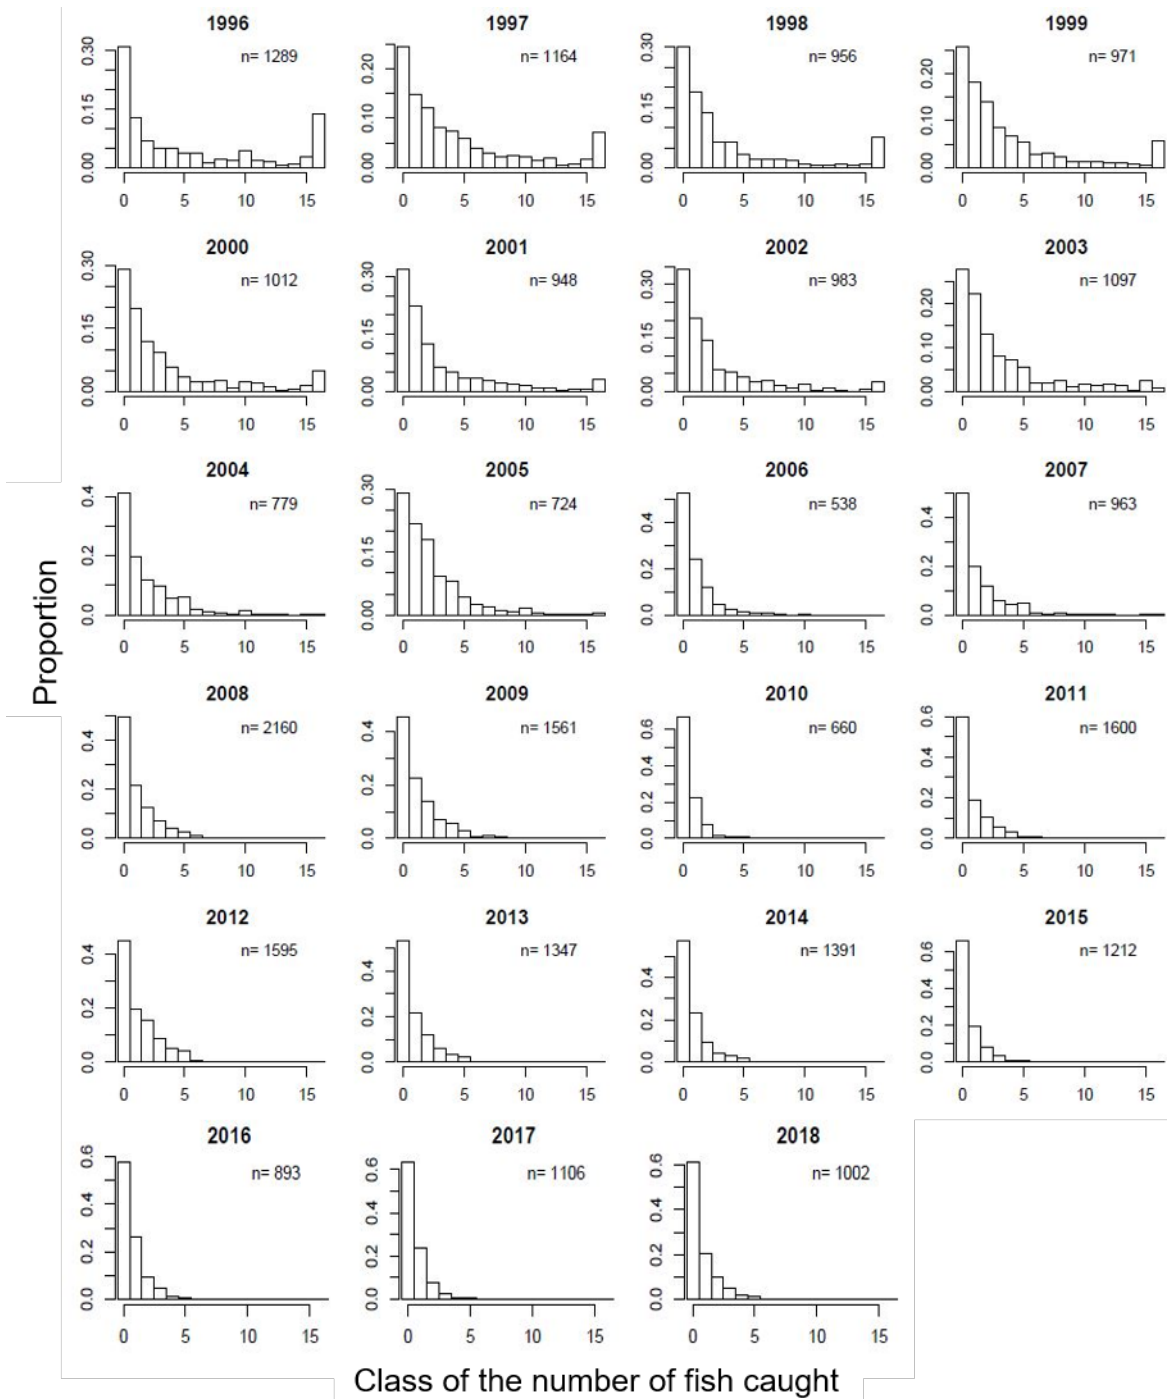 Proportion
1996
n= 1289
0.00 0.15 0.30
0 5 10 15
1997
n= 1164
0.00 0.10 0.20
0 5 10 15
1998
n= 956
0.00 0.15 0.30
0 5 10 15
1999
n= 971
0.00 0.10 0.20
0 5 10 15
2000
n= 1012
0.00 0.15 0.30
0 5 10 15
2001
n= 948
0.00 0.15 0.30
0 5 10 15
2002
n= 983
0.00 0.15 0.30
0 5 10 15
2003
n= 1097
0.00 0.10 0.20
0 5 10 15
2004
n= 779
0.0 0.2 0.4
0 5 10 15
2005
n= 724
0.00 0.15 0.30
0 5 10 15
2006
n= 538
0.0 0.2 0.4
0 5 10 15
2007
n= 963
0.0 0.2 0.4
0 5 10 15
2008
n= 2160
0.0 0.2 0.4
0 5 10 15
2009
n= 1561
0.0 0.2 0.4
0 5 10 15
2010
n= 660
0.0 0.2 0.4 0.6
0 5 10 15
2011
n= 1600
0.0 0.2 0.4 0.6
0 5 10 15
2012
n= 1595
0.0 0.2 0.4
0 5 10 15
2013
n= 1347
0.0 0.2 0.4
0 5 10 15
2014
n= 1391
0.0 0.2 0.4
0 5 10 15
2015
n= 1212
0.0 0.2 0.4 0.6
0 5 10 15
2016
n= 893
0.0 0.2 0.4 0.6
0 5 10 15
2017
n= 1106
0.0 0.2 0.4 0.6
0 5 10 15
2018
n= 1002
0.0 0.2 0.4 0.6
0 5 10 15
Class of the number of fish caught